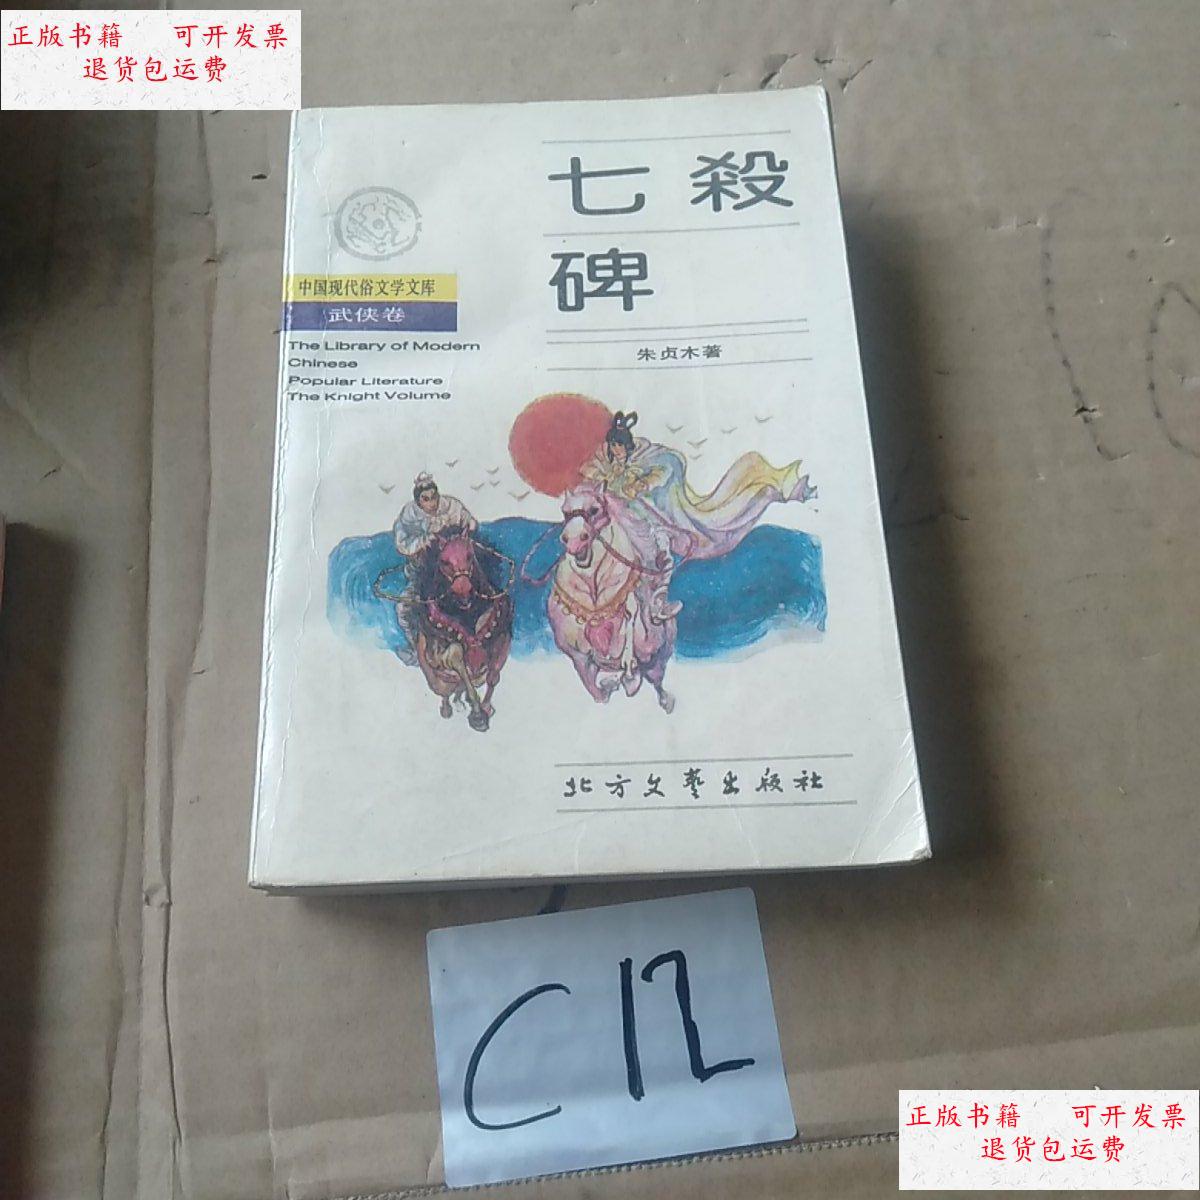 正版书籍 可开发票
退货包运费
七殺
碑
中国现代俗文学文库
武侠卷
The Library of Modern
Chinese
Popular Literature
The Knight Volume
朱贞木著
北方文藝出版社
C12
正版书籍 可开发票
退货包运费